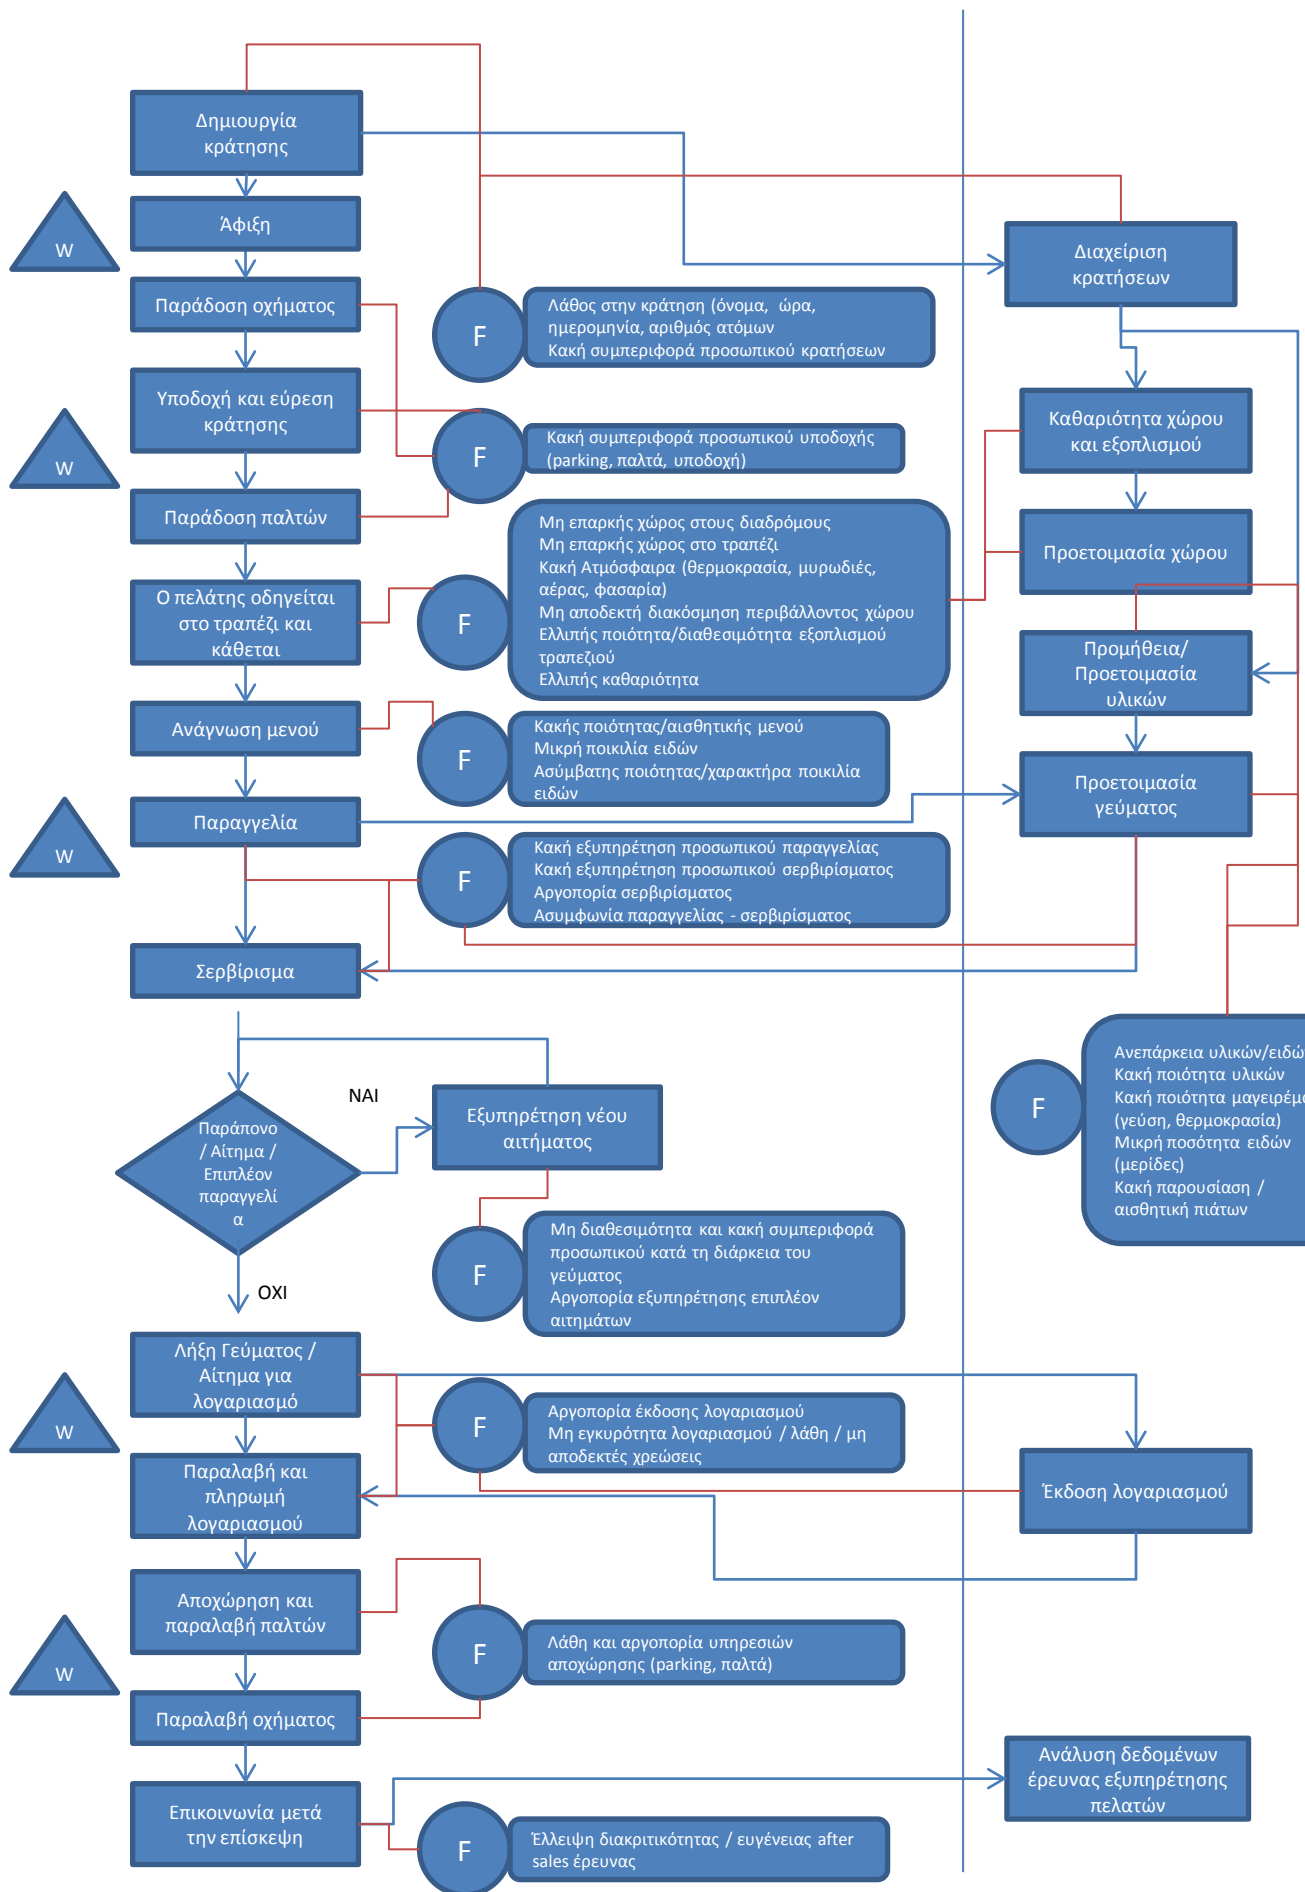 Δημιουργία
κράτησης
W
Άφιξη
Διαχείριση
κρατήσεων
Παράδοση οχήματος
F
Λάθος στην κράτηση (όνομα, ώρα,
ημερομηνία, αριθμός ατόμων
Κακή συμπεριφορά προσωπικού κρατήσεων
Υποδοχή και εύρεση
κράτησης
W
F
Κακή συμπεριφορά προσωπικού υποδοχής
(parking, παλτά, υποδοχή)
Καθαριότητα χώρου
και εξοπλισμού
Παράδοση παλτών
Προετοιμασία χώρου
Ο πελάτης οδηγείται
στο τραπέζι και
κάθεται
F
Μη επαρκής χώρος στους διαδρόμους
Μη επαρκής χώρος στο τραπέζι
Κακή Ατμόσφαιρα (θερμοκρασία, μυρωδιές,
αέρας, φασαρία)
Μη αποδεκτή διακόσμηση περιβάλλοντος χώρου
Ελλιπής ποιότητα/διαθεσιμότητα εξοπλισμού
τραπεζιού
Ελλιπής καθαριότητα
Προμήθεια/
Προετοιμασία
υλικών
Ανάγνωση μενού
F
Κακής ποιότητας/αισθητικής μενού
Μικρή ποικιλία ειδών
Ασύμβατης ποιότητας/χαρακτήρα ποικιλία
ειδών
Προετοιμασία
γεύματος
W
Παραγγελία
F
Κακή εξυπηρέτηση προσωπικού παραγγελίας
Κακή εξυπηρέτηση προσωπικού σερβιρίσματος
Αργοπορία σερβιρίσματος
Ασυμφωνία παραγγελίας - σερβιρίσματος
Σερβίρισμα
F
Ανεπάρκεια υλικών/ειδώ
Κακή ποιότητα υλικών
Κακή ποιότητα μαγειρέμα
(γεύση, θερμοκρασία)
Μικρή ποσότητα ειδών
(μερίδες)
Κακή παρουσίαση /
αισθητική πιάτων
Παράπονο
/ Αίτημα /
Επιπλέον
παραγγελί
α
ΝΑΙ
Εξυπηρέτηση νέου
αιτήματος
F
Μη διαθεσιμότητα και κακή συμπεριφορά
προσωπικού κατά τη διάρκεια του
γεύματος
Αργοπορία εξυπηρέτησης επιπλέον
αιτημάτων
ΟΧΙ
Λήξη Γεύματος /
Αίτημα για
λογαριασμό
W
F
Αργοπορία έκδοσης λογαριασμού
Μη εγκυρότητα λογαριασμού / λάθη / μη
αποδεκτές χρεώσεις
Παραλαβή και
πληρωμή
λογαριασμού
Έκδοση λογαριασμού
Αποχώρηση και
παραλαβή παλτών
W
F
Λάθη και αργοπορία υπηρεσιών
αποχώρησης (parking, παλτά)
Παραλαβή οχήματος
Ανάλυση δεδομένων
έρευνας εξυπηρέτησης
πελατών
Επικοινωνία μετά
την επίσκεψη
F
Έλλειψη διακριτικότητας / ευγένειας after
sales έρευνας